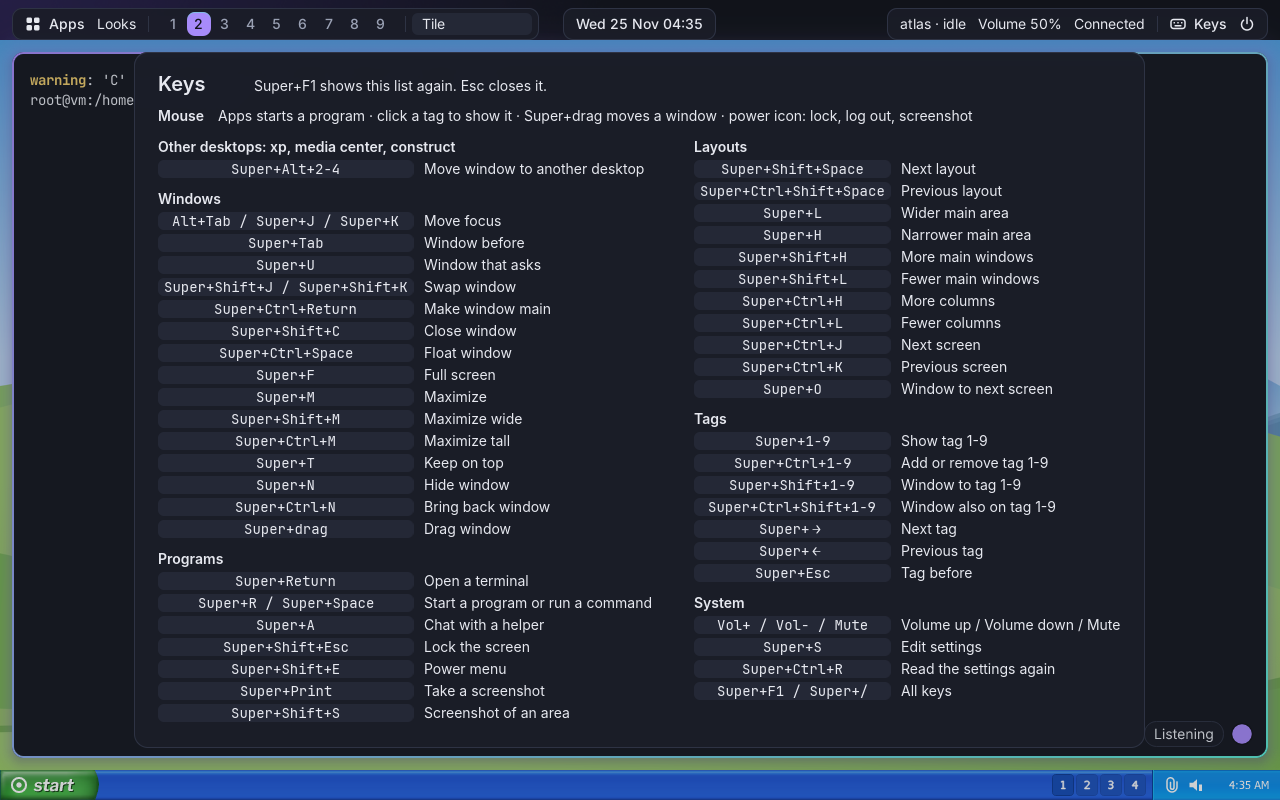 Apps Looks 1 2 3 4 5 6 7 8 9 Tile Wed 25 Nov 04:35 atlas · idle Volume 50% Connected Keys
warning: 'C'
root@vm:/home
Keys Super+F1 shows this list again. Esc closes it.
Mouse Apps starts a program · click a tag to show it · Super+drag moves a window · power icon: lock, log out, screenshot
Other desktops: xp, media center, construct
Super+Alt+2-4 Move window to another desktop
Windows
Alt+Tab / Super+J / Super+K Move focus
Super+Tab Window before
Super+U Window that asks
Super+Shift+J / Super+Shift+K Swap window
Super+Ctrl+Return Make window main
Super+Shift+C Close window
Super+Ctrl+Space Float window
Super+F Full screen
Super+M Maximize
Super+Shift+M Maximize wide
Super+Ctrl+M Maximize tall
Super+T Keep on top
Super+N Hide window
Super+Ctrl+N Bring back window
Super+drag Drag window
Programs
Super+Return Open a terminal
Super+R / Super+Space Start a program or run a command
Super+A Chat with a helper
Super+Shift+Esc Lock the screen
Super+Shift+E Power menu
Super+Print Take a screenshot
Super+Shift+S Screenshot of an area
Layouts
Super+Shift+Space Next layout
Super+Ctrl+Shift+Space Previous layout
Super+L Wider main area
Super+H Narrower main area
Super+Shift+H More main windows
Super+Shift+L Fewer main windows
Super+Ctrl+H More columns
Super+Ctrl+L Fewer columns
Super+Ctrl+J Next screen
Super+Ctrl+K Previous screen
Super+O Window to next screen
Tags
Super+1-9 Show tag 1-9
Super+Ctrl+1-9 Add or remove tag 1-9
Super+Shift+1-9 Window to tag 1-9
Super+Ctrl+Shift+1-9 Window also on tag 1-9
Super+→ Next tag
Super+← Previous tag
Super+Esc Tag before
System
Vol+ / Vol- / Mute Volume up / Volume down / Mute
Super+S Edit settings
Super+Ctrl+R Read the settings again
Super+F1 / Super+/ All keys
Listening
start 1 2 3 4 4:35 AM